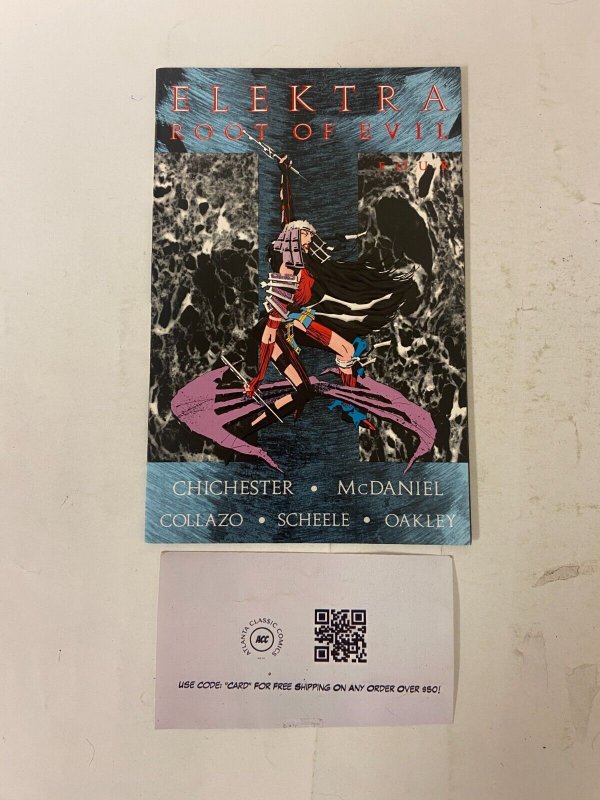 ELEKTRA
ROOT OF EVIL
FOUR
CHICHESTER • McDANIEL
COLLAZO • SCHEELE • OAKLEY
ATLANTA CLASSIC COMICS
ACC
USE CODE: "CARD" FOR FREE SHIPPING ON ANY ORDER OVER $50!